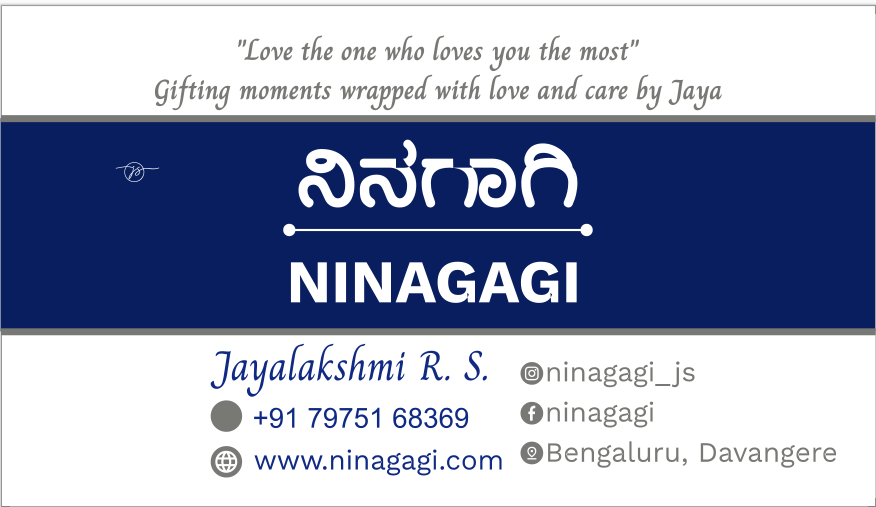 "Love the one who loves you the most"
Gifting moments wrapped with love and care by Jaya
ನಿನಗಾಗಿ
NINAGAGI
Jayalakshmi R. S.
+91 79751 68369
www.ninagagi.com
ninagagi_js
ninagagi
Bengaluru, Davangere